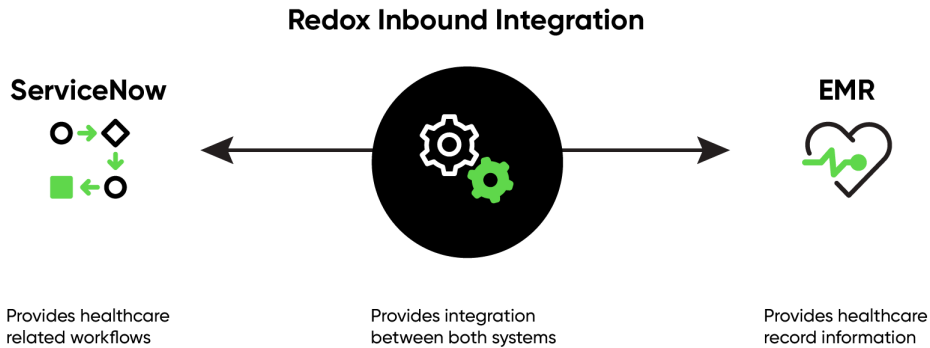 Redox Inbound Integration
ServiceNow
EMR
Provides healthcare
related workflows
Provides integration
between both systems
Provides healthcare
record information